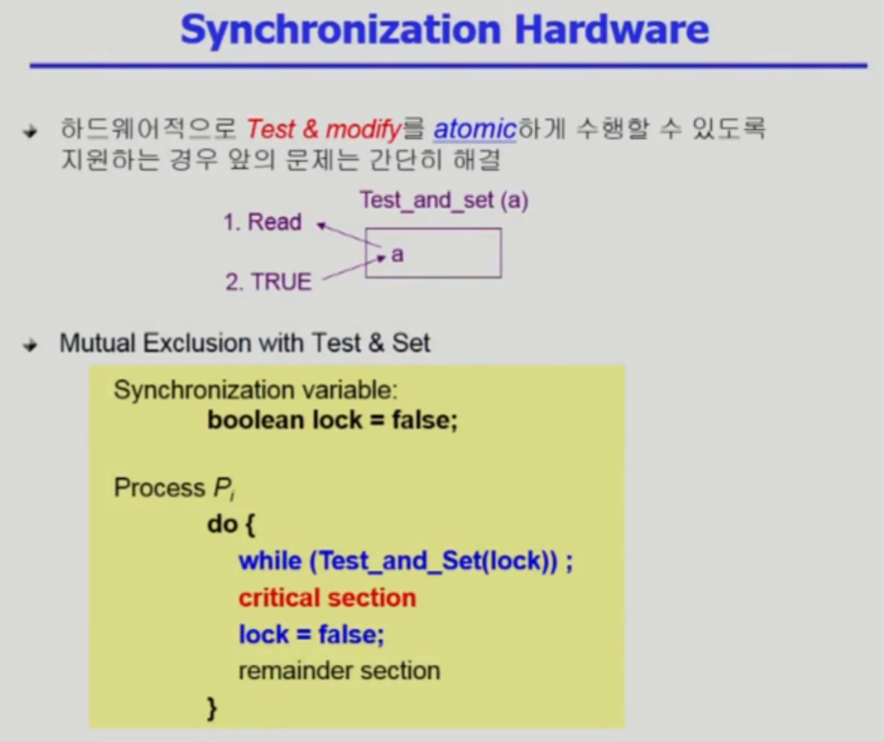 Synchronization Hardware
하드웨어적으로 Test & modify를 atomic하게 수행할 수 있도록
지원하는 경우 앞의 문제는 간단히 해결
Test_and_set (a)
1. Read
a
2. TRUE
Mutual Exclusion with Test & Set
Synchronization variable:
boolean lock = false;
Process Pi
do {
while (Test_and_Set(lock)) ;
critical section
lock = false;
remainder section
}